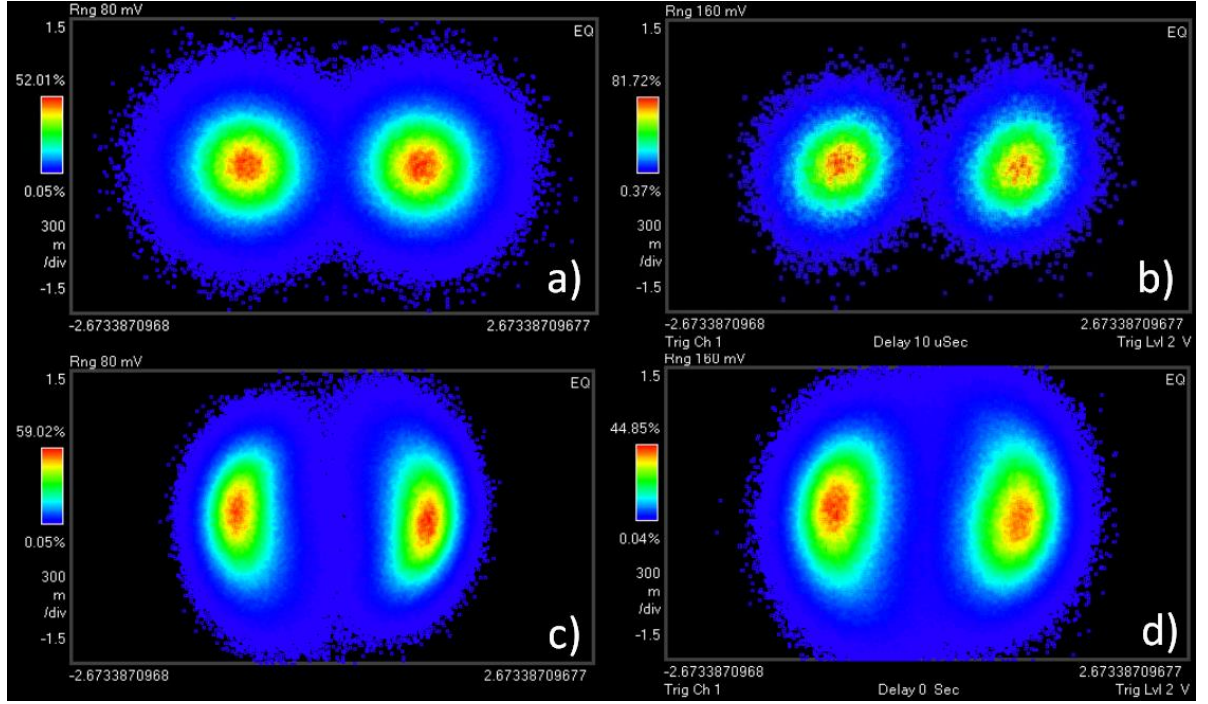 Rng 80 mV
1.5
EQ
52.01%
0.05%
300
m
/div
-1.5
a)
-2.6733870968
2.67338709677
Rng 160 mV
1.5
EQ
81.72%
0.37%
300
m
/div
-1.5
b)
-2.6733870968
2.67338709677
Trig Ch 1
Delay 10 uSec
Trig Lvl 2 V
Rng 80 mV
1.5
EQ
59.02%
0.05%
300
m
/div
-1.5
c)
-2.6733870968
2.67338709677
Rng 160 mV
1.5
EQ
44.85%
0.04%
300
m
/div
-1.5
d)
-2.6733870968
2.67338709677
Trig Ch 1
Delay 0 Sec
Trig Lvl 2 V